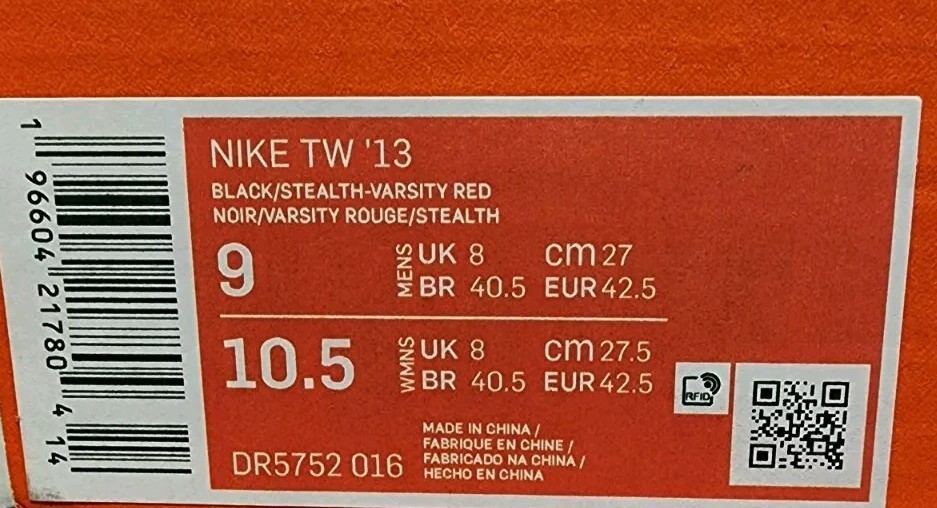 NIKE TW '13
BLACK/STEALTH-VARSITY RED
NOIR/VARSITY ROUGE/STEALTH
9
MENS
UK 8 cm 27
BR 40.5 EUR 42.5
10.5
WMNS
UK 8 cm 27.5
BR 40.5 EUR 42.5
RFID
DR5752 016
MADE IN CHINA /
FABRIQUE EN CHINE /
FABRICADO NA CHINA /
HECHO EN CHINA
1 96604 21780 4 14